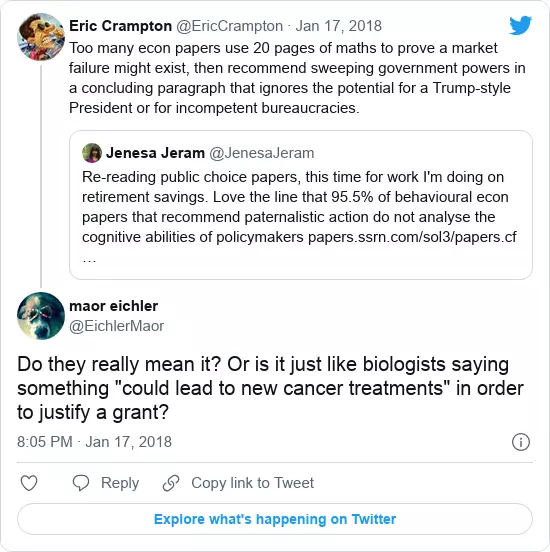 Eric Crampton @EricCrampton · Jan 17, 2018
Too many econ papers use 20 pages of maths to prove a market
failure might exist, then recommend sweeping government powers in
a concluding paragraph that ignores the potential for a Trump-style
President or for incompetent bureaucracies.
Jenesa Jeram @JenesaJeram
Re-reading public choice papers, this time for work I'm doing on
retirement savings. Love the line that 95.5% of behavioural econ
papers that recommend paternalistic action do not analyse the
cognitive abilities of policymakers papers.ssrn.com/sol3/papers.cf
…
maor eichler
@EichlerMaor
Do they really mean it? Or is it just like biologists saying
something "could lead to new cancer treatments" in order
to justify a grant?
8:05 PM · Jan 17, 2018
Reply
Copy link to Tweet
Explore what's happening on Twitter